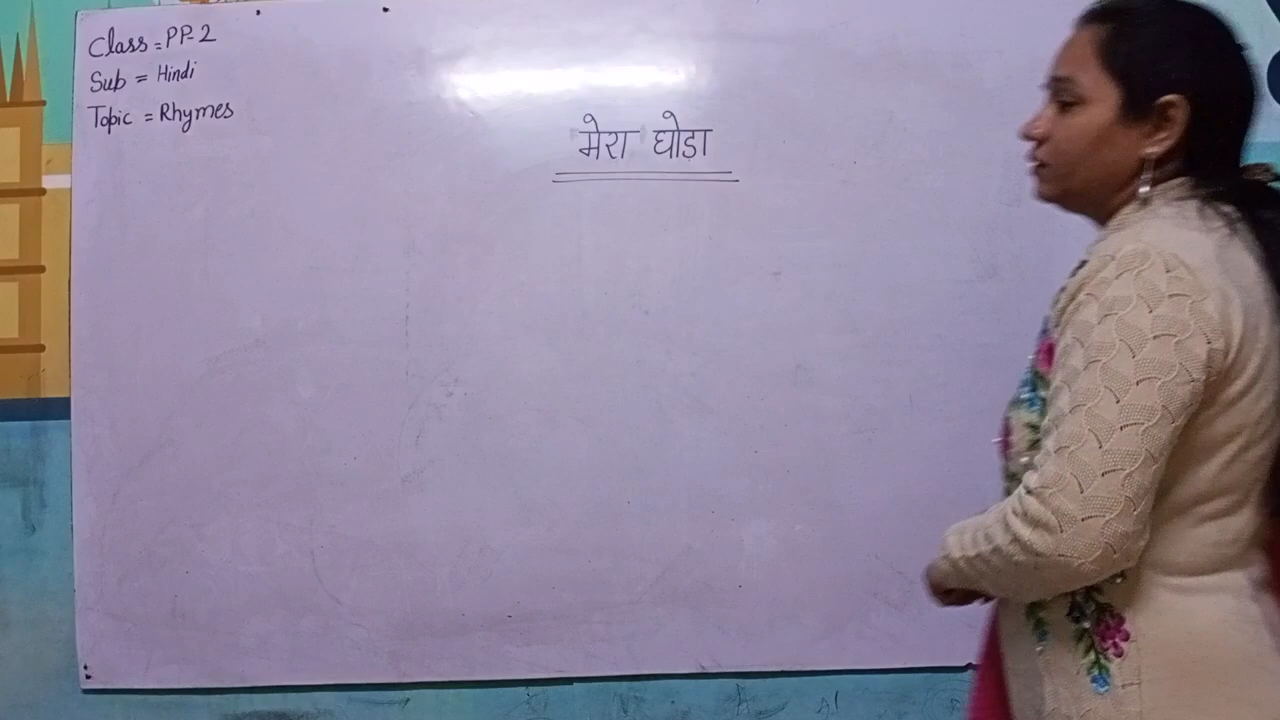 Class = PP-2
Sub = Hindi
Topic = Rhymes
मेरा घोड़ा